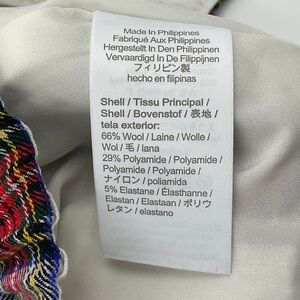 Made In Philippines
Fabriqué Aux Philippines
Hergestellt In Den Philippinen
Vervaardigd In De Filippijnen
フィリピン製
hecho en filipinas
Shell / Tissu Principal /
Shell / Bovenstof / 表地 /
tela exterior:
66% Wool / Laine / Wolle /
Wol / 毛 / lana
29% Polyamide / Polyamide /
Polyamide / Polyamide /
ナイロン / poliamida
5% Elastane / Élasthanne /
Elastan / Elastaan / ポリウ
レタン / elastano